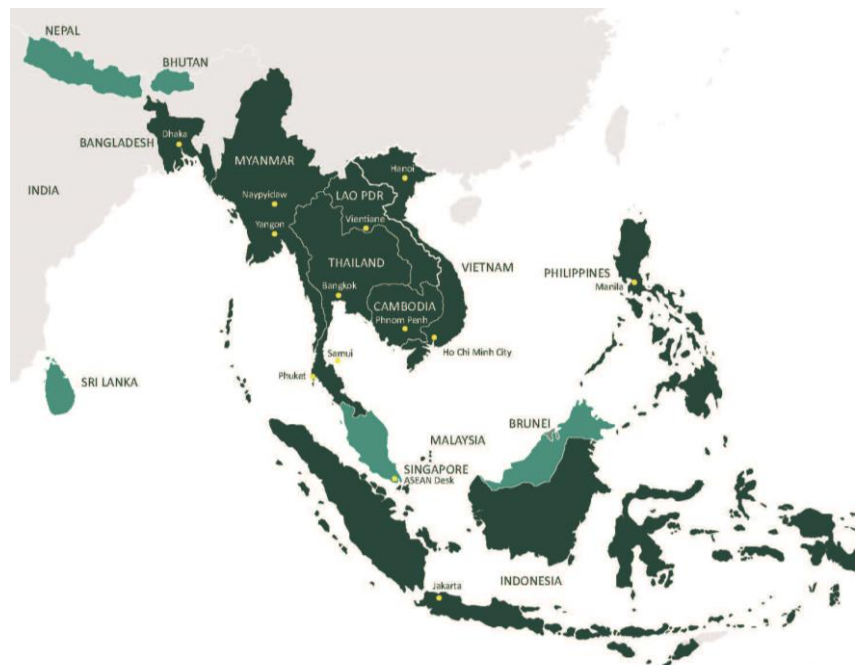 NEPAL
BHUTAN
Dhaka
BANGLADESH
MYANMAR
Hanoi
INDIA
LAO PDR
Naypyidaw
Vientiane
Yangon
THAILAND
VIETNAM
PHILIPPINES
Manila
Bangkok
CAMBODIA
Phnom Penh
Ho Chi Minh City
Samui
Phuket
SRI LANKA
BRUNEI
MALAYSIA
SINGAPORE
ASEAN Desk
INDONESIA
Jakarta